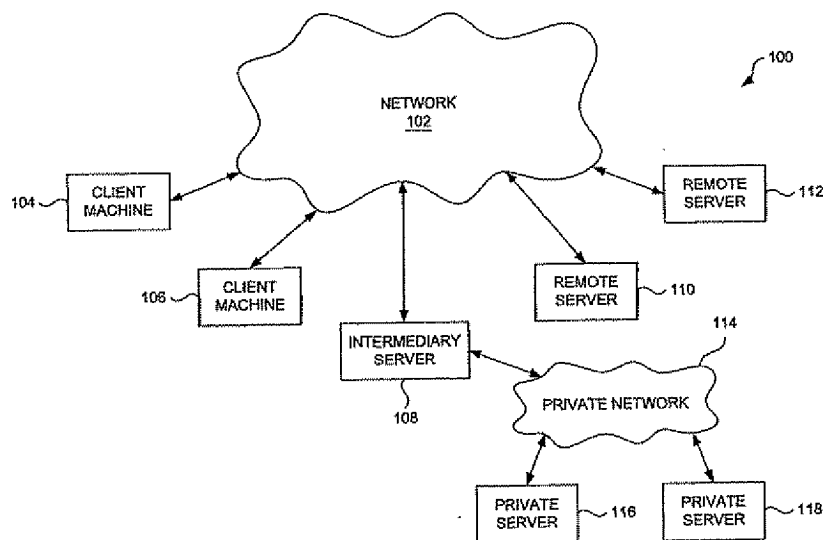 100
NETWORK
102
104
CLIENT
MACHINE
REMOTE
SERVER
112
106
CLIENT
MACHINE
REMOTE
SERVER
110
INTERMEDIARY
SERVER
108
114
PRIVATE NETWORK
PRIVATE
SERVER
116
PRIVATE
SERVER
118